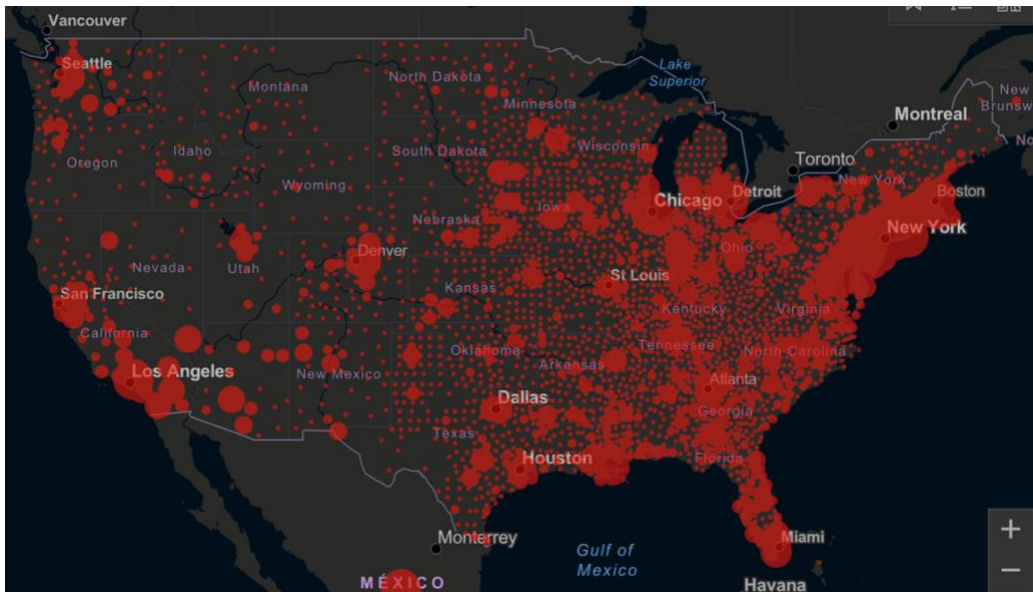 Vancouver
Seattle
Montana
North Dakota
Lake
Superior
Minnesota
New
Brunsw
Montreal
No
Oregon
Idaho
South Dakota
Wisconsin
Toronto
Wyoming
New York
Boston
Iowa
Chicago
Detroit
Nebraska
New York
Ohio
Denver
Nevada
Utah
St Louis
Kansas
San Francisco
Kentucky
Virginia
California
Oklahoma
Tennessee
North Carolina
Arkansas
Los Angeles
New Mexico
Atlanta
Dallas
Georgia
Texas
Houston
Florida
Monterrey
Miami
Gulf of
Mexico
MÉXICO
Havana
+
−